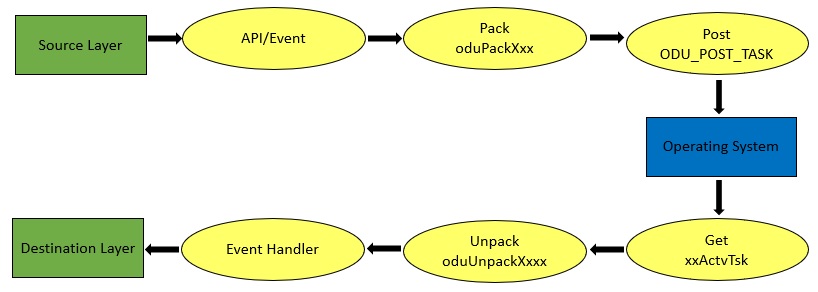 Source Layer
API/Event
Pack
oduPackXxx
Post
ODU_POST_TASK
Operating System
Get
xxActvTsk
Unpack
oduUnpackXxxx
Event Handler
Destination Layer